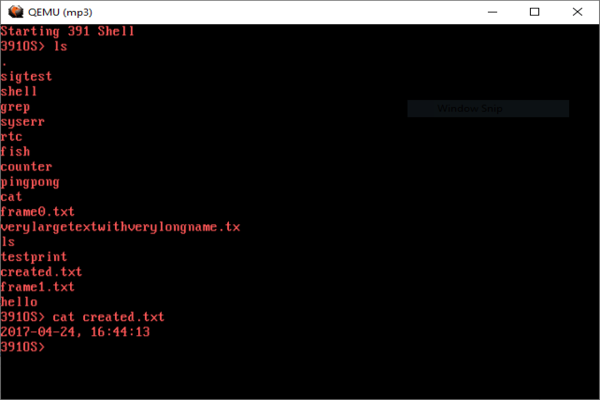 QEMU (mp3)
Starting 391 Shell
391OS> ls
.
sigtest
shell
grep
syserr
rtc
fish
counter
pingpong
cat
frame0.txt
verylargetextwithverylongname.tx
ls
testprint
created.txt
frame1.txt
hello
391OS> cat created.txt
2017-04-24, 16:44:13
391OS>
Window Snip